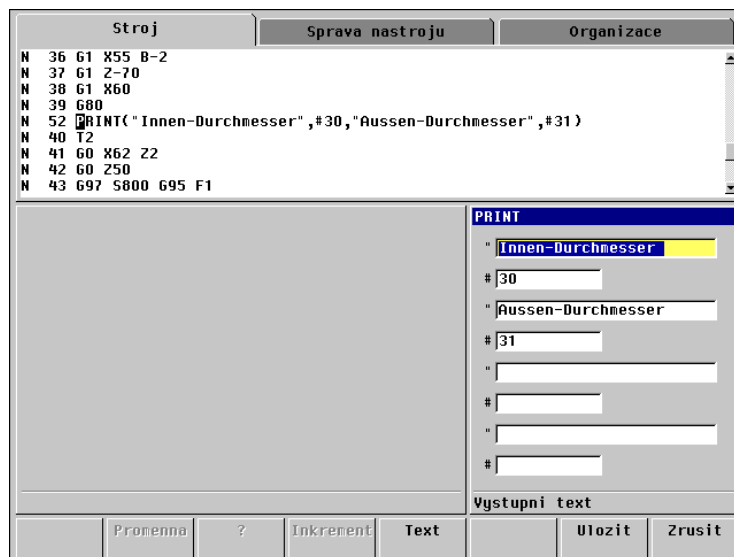 Stroj Sprava nastroju Organizace
N 36 G1 X55 B-2
N 37 G1 Z-70
N 38 G1 X60
N 39 G80
N 52 PRINT("Innen-Durchmesser",#30,"Aussen-Durchmesser",#31)
N 40 T2
N 41 G0 X62 Z2
N 42 G0 Z50
N 43 G97 S800 G95 F1
PRINT
" Innen-Durchmesser
# 30
" Aussen-Durchmesser
# 31
"
#
"
#
Vystupni text
Promenna ? Inkrement Text Ulozit Zrusit